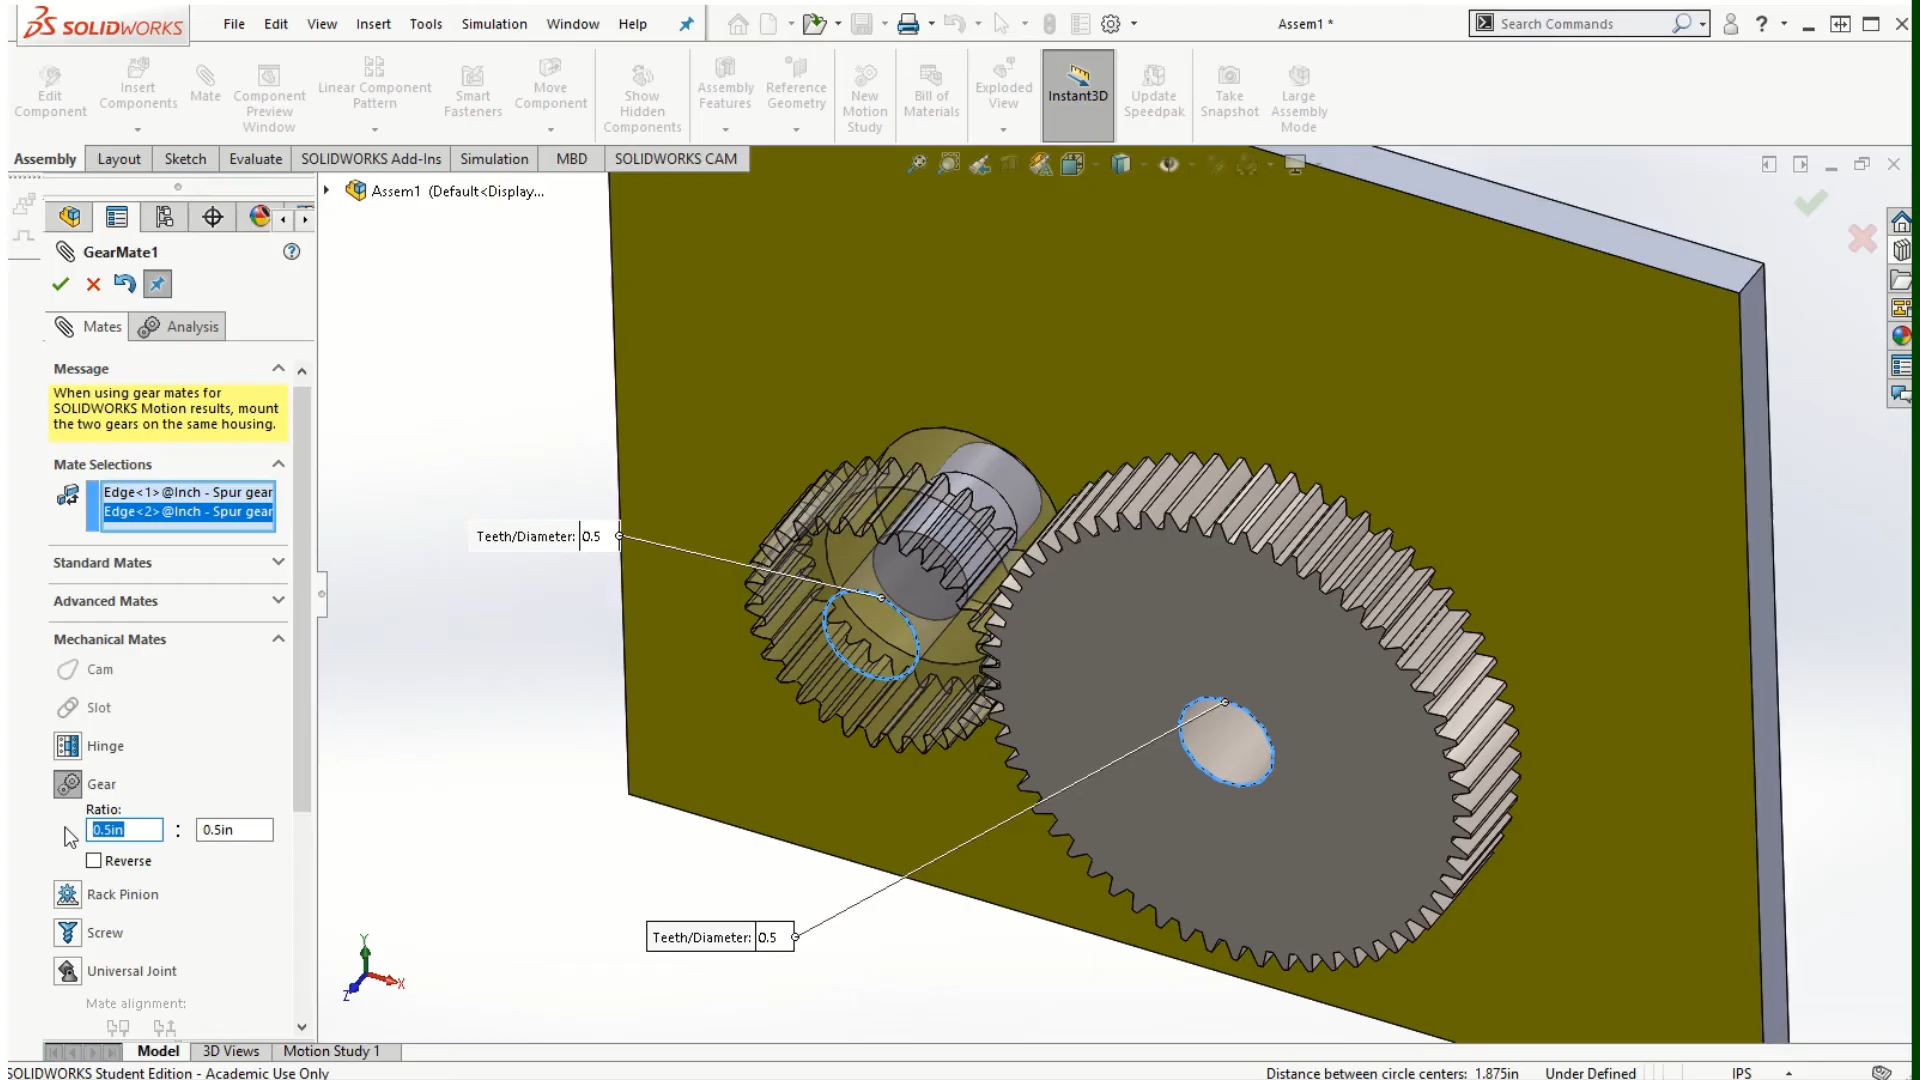 SOLIDWORKS
File Edit View Insert Tools Simulation Window Help
Assem1 *
Search Commands
Edit Component
Insert Components
Mate
Component Preview Window
Linear Component Pattern
Smart Fasteners
Move Component
Show Hidden Components
Assembly Features
Reference Geometry
New Motion Study
Bill of Materials
Exploded View
Instant3D
Update Speedpak
Take Snapshot
Large Assembly Mode
Assembly Layout Sketch Evaluate SOLIDWORKS Add-Ins Simulation MBD SOLIDWORKS CAM
Assem1 (Default<Display...
GearMate1
Mates Analysis
Message
When using gear mates for
SOLIDWORKS Motion results, mount
the two gears on the same housing.
Mate Selections
Edge<1>@Inch - Spur gear
Edge<2>@Inch - Spur gear
Standard Mates
Advanced Mates
Mechanical Mates
Cam
Slot
Hinge
Gear
Ratio:
0.5in : 0.5in
Reverse
Rack Pinion
Screw
Universal Joint
Mate alignment:
Teeth/Diameter: 0.5
Teeth/Diameter: 0.5
Y
X
Z
Model 3D Views Motion Study 1
SOLIDWORKS Student Edition - Academic Use Only
Distance between circle centers: 1.875in Under Defined IPS